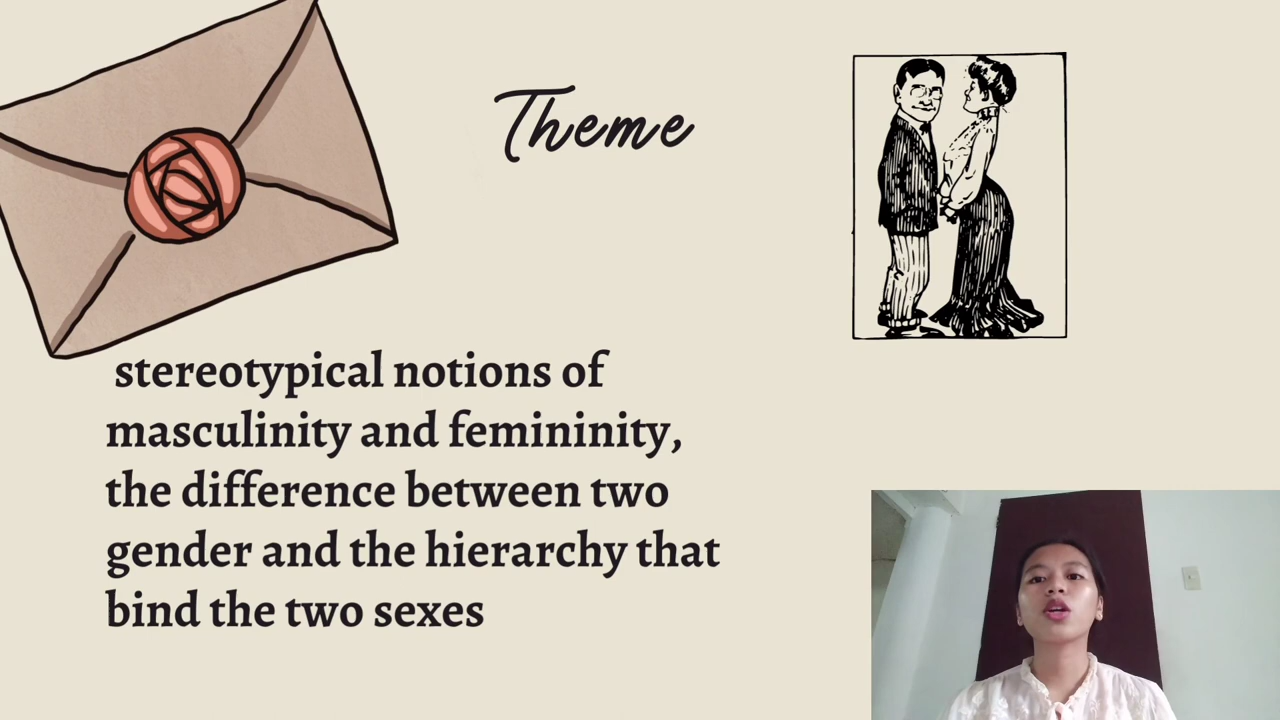 Theme
stereotypical notions of
masculinity and femininity,
the difference between two
gender and the hierarchy that
bind the two sexes